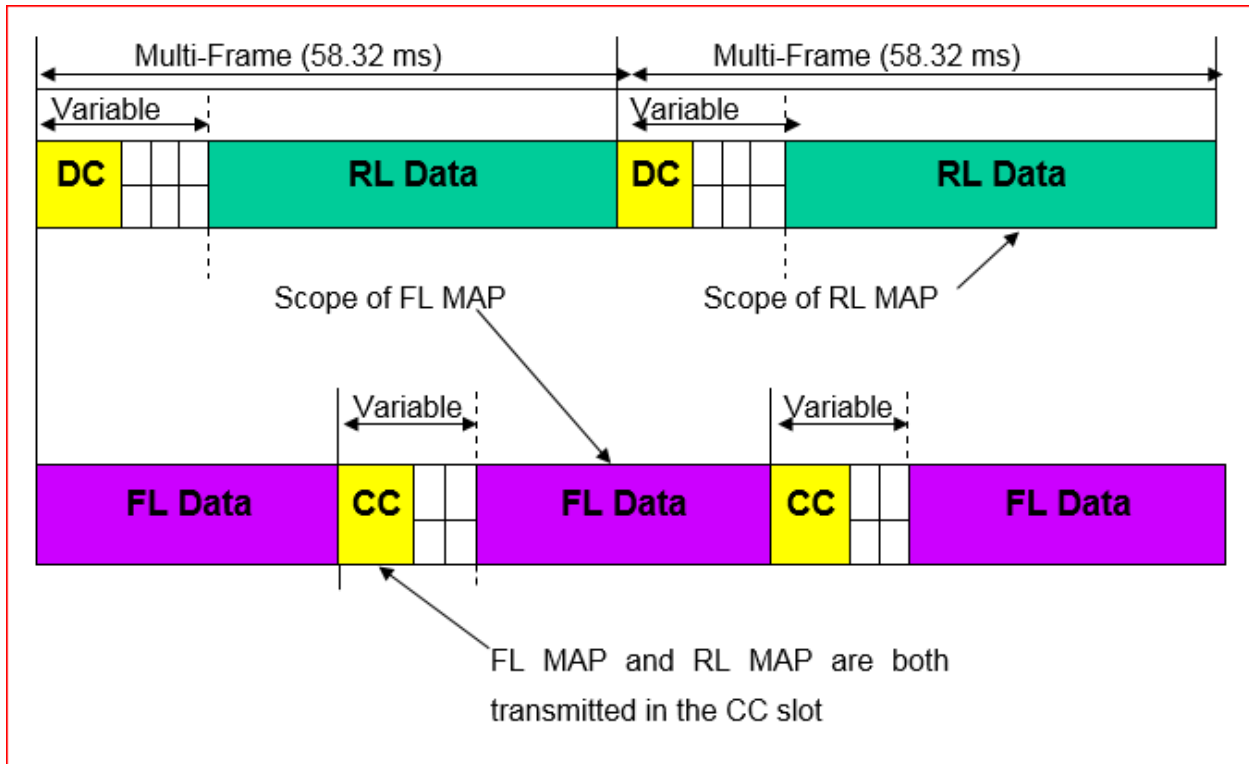 Multi-Frame (58.32 ms) Multi-Frame (58.32 ms)
Variable Variable
DC RL Data DC RL Data
Scope of FL MAP Scope of RL MAP
Variable Variable
FL Data CC FL Data CC FL Data
FL MAP and RL MAP are both
transmitted in the CC slot